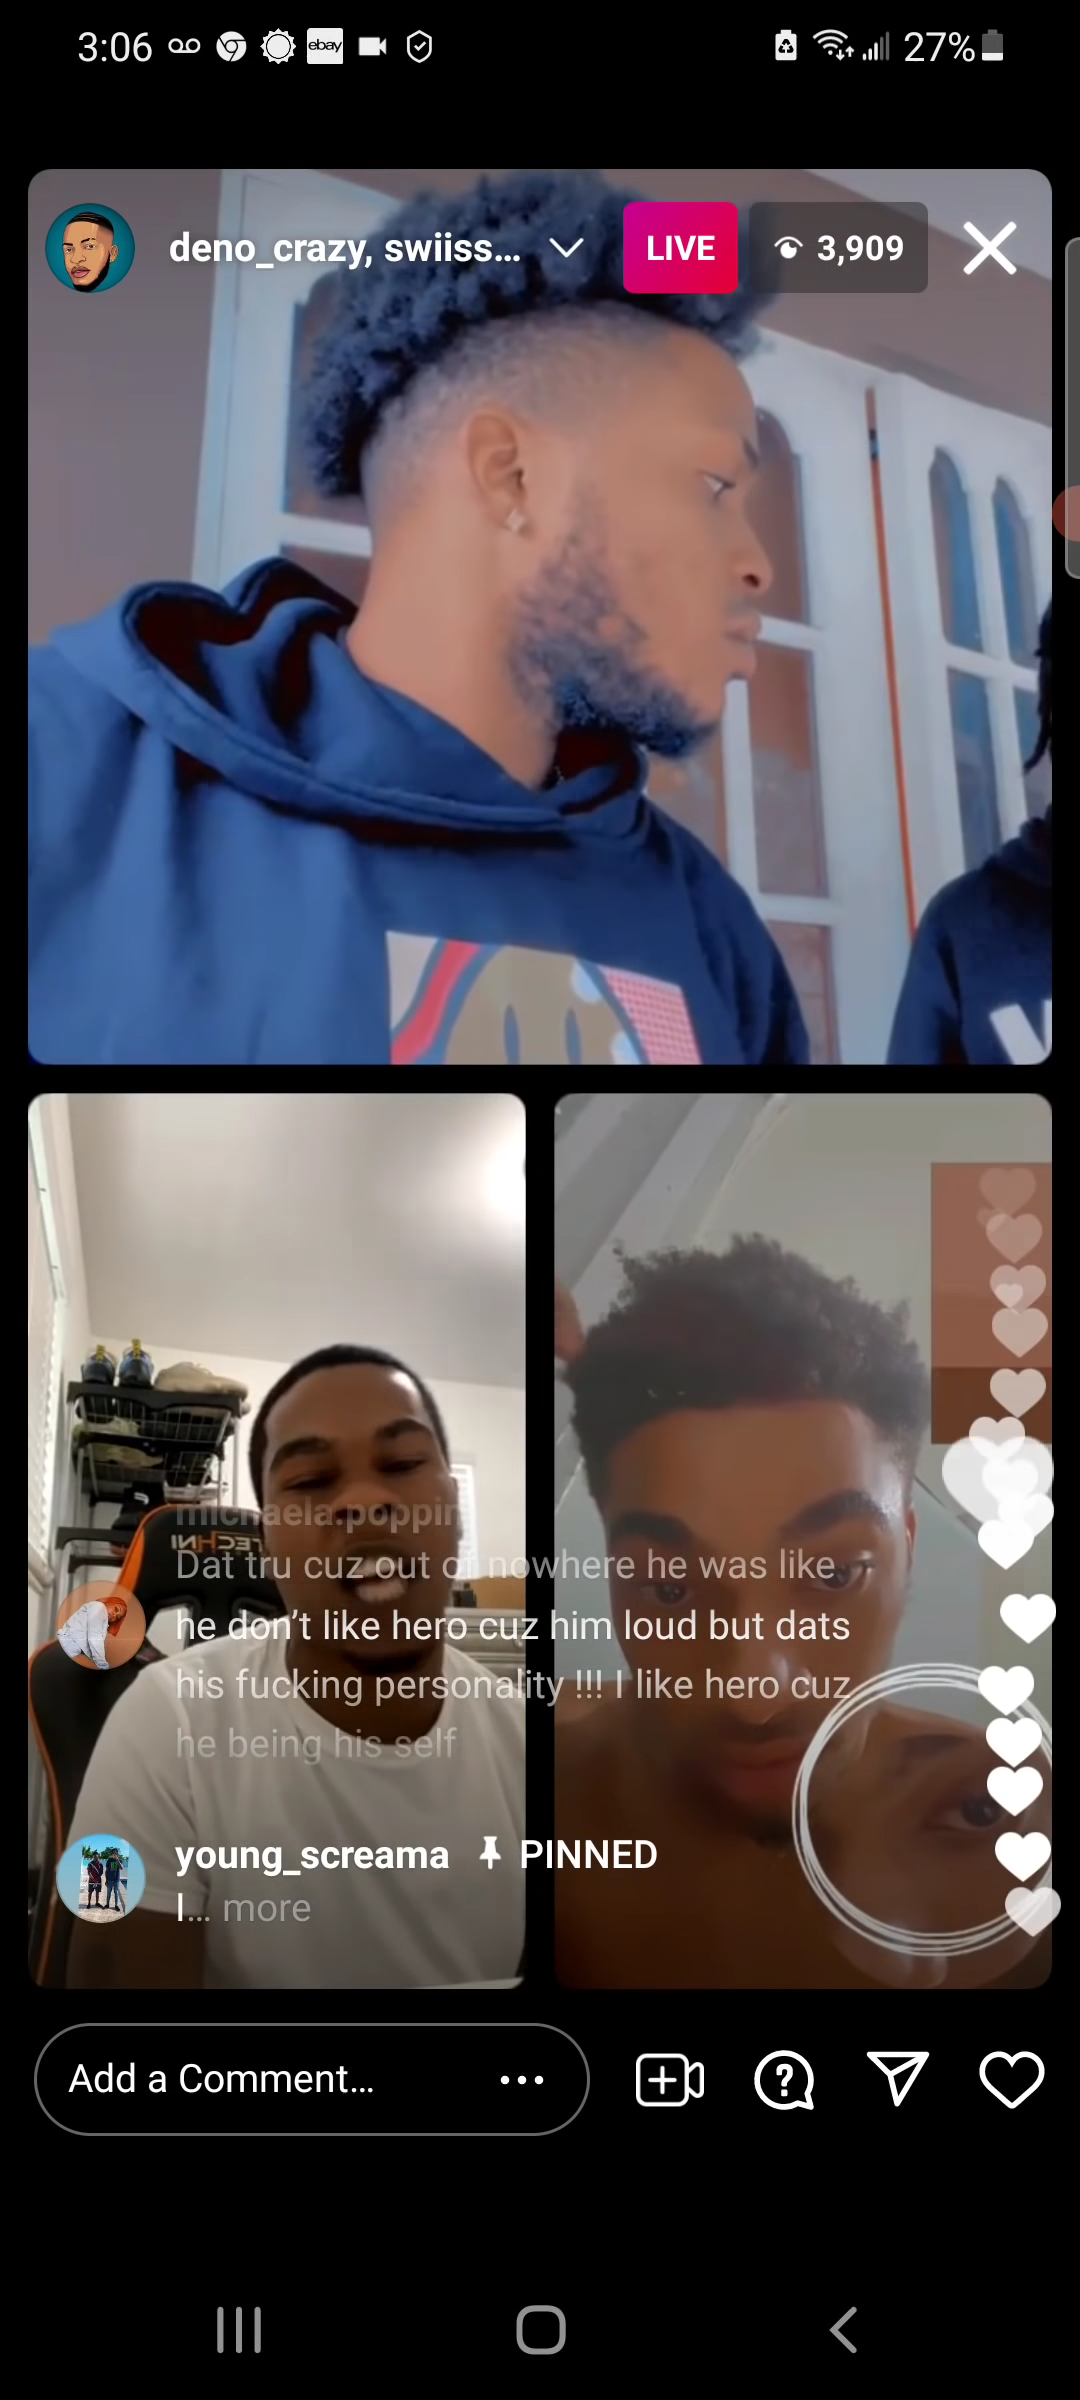 3:06
ebay
27%
deno_crazy, swiiss...
LIVE
3,909
michaela.poppin
Dat tru cuz out of nowhere he was like
he don’t like hero cuz him loud but dats
his fucking personality !!! I like hero cuz
he being his self
young_screama PINNED
I... more
Add a Comment...